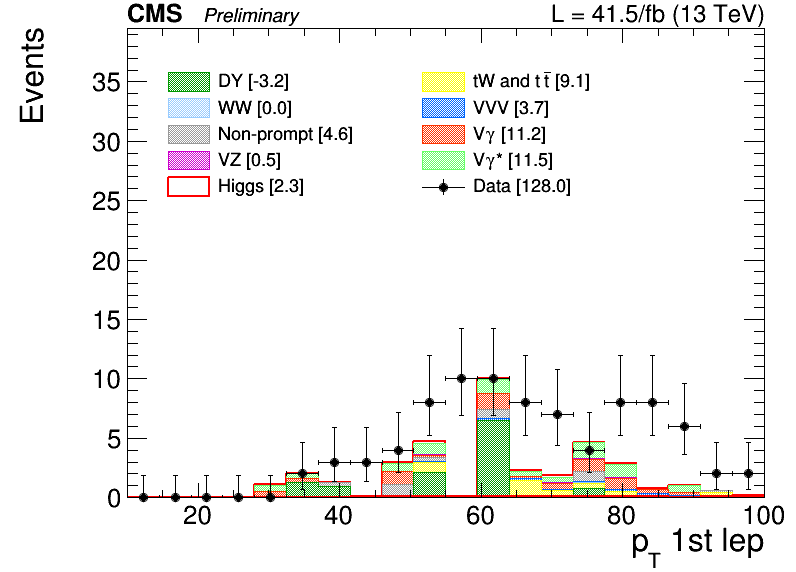 CMS Preliminary L = 41.5/fb (13 TeV)
Events
35
30
25
20
15
10
5
0
DY [-3.2]
WW [0.0]
Non-prompt [4.6]
VZ [0.5]
Higgs [2.3]
tW and t t̅ [9.1]
VVV [3.7]
Vγ [11.2]
Vγ* [11.5]
Data [128.0]
20 40 60 80 100
p_T 1st lep